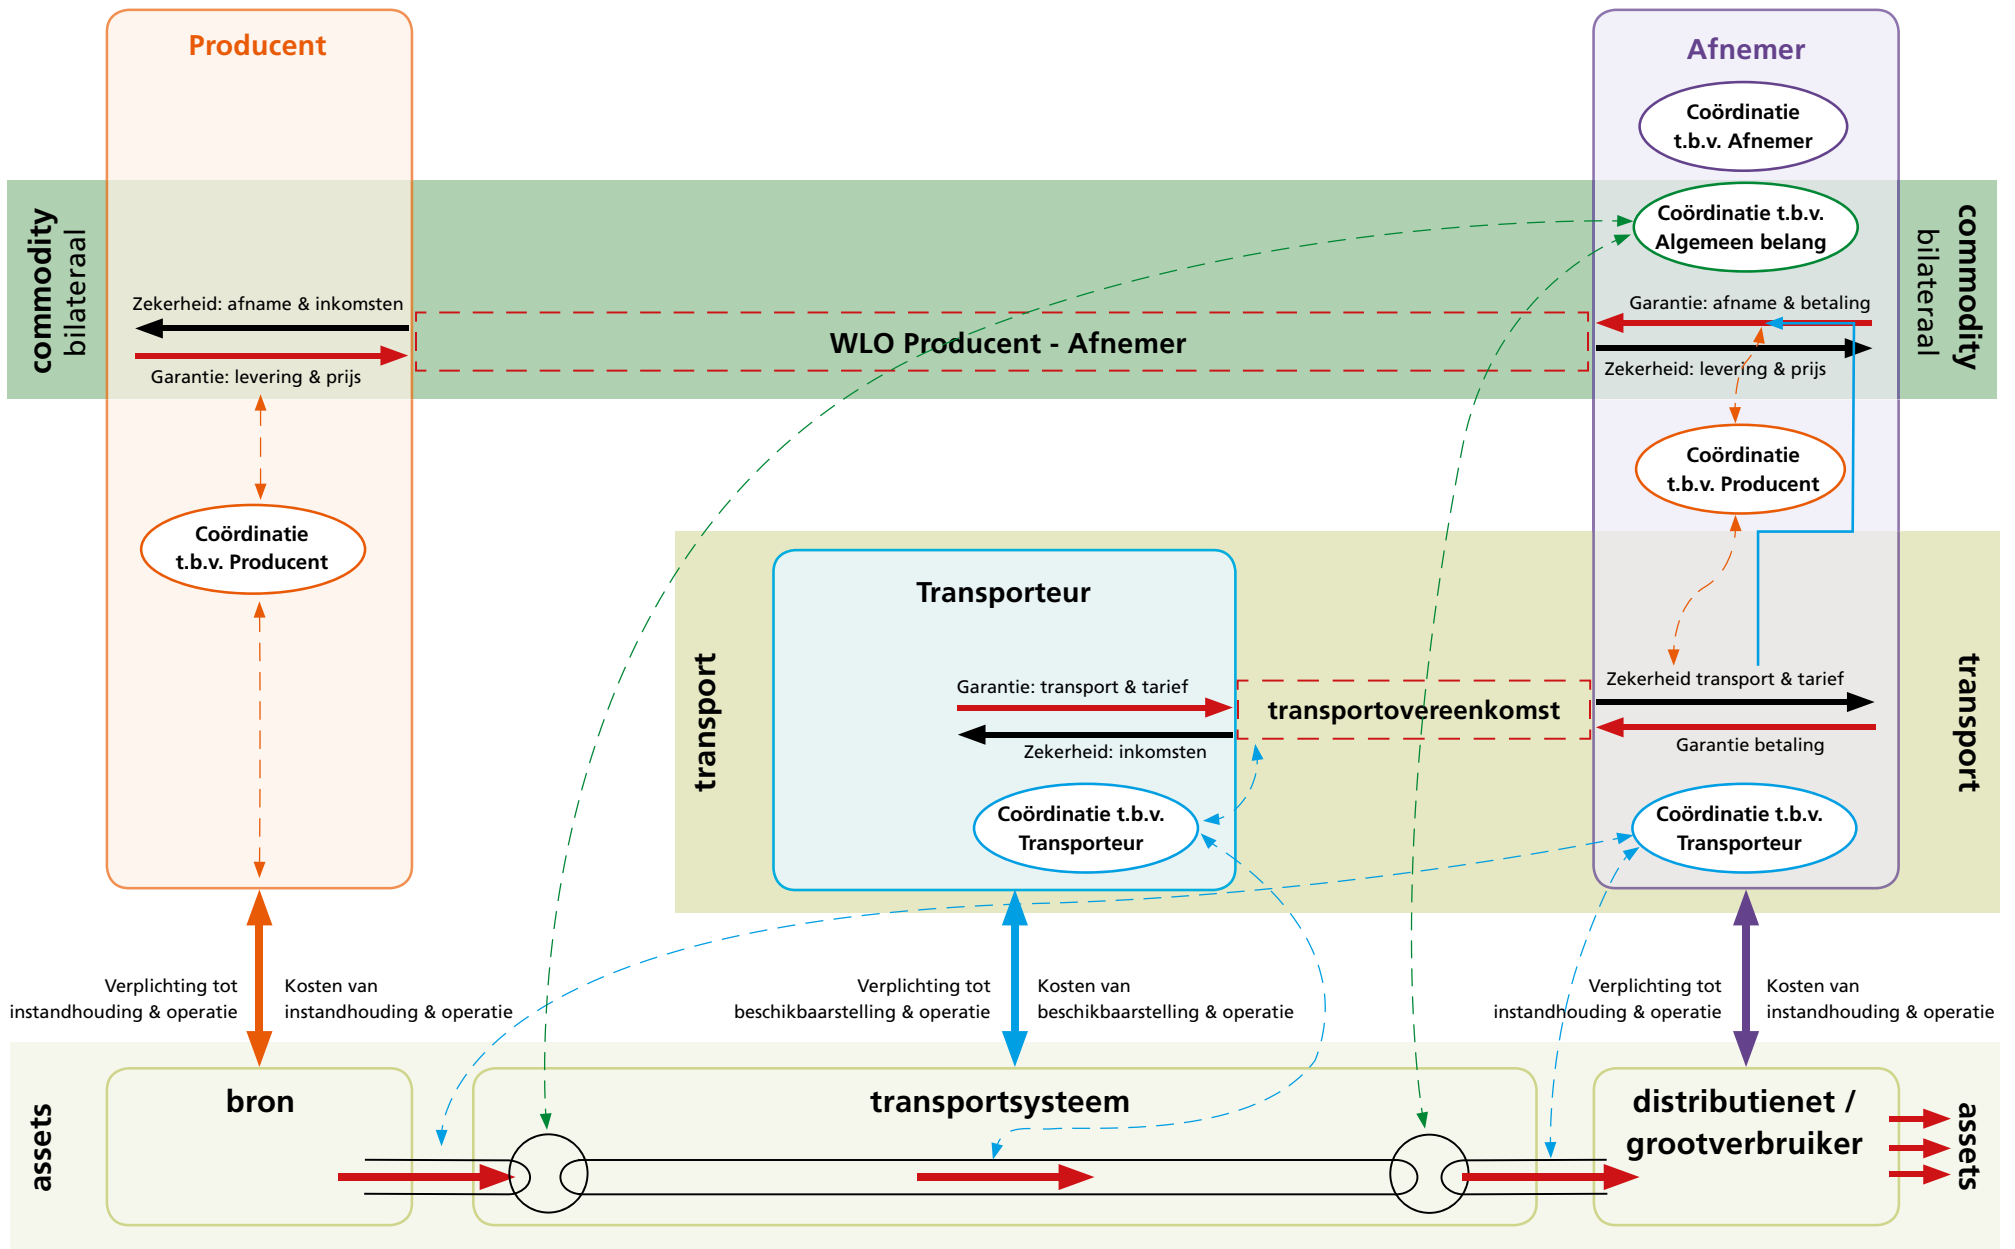 Producent
Afnemer
Coördinatie
t.b.v. Afnemer
commodity
bilateraal
Coördinatie t.b.v.
Algemeen belang
commodity
bilateraal
Zekerheid: afname & inkomsten
Garantie: levering & prijs
WLO Producent - Afnemer
Garantie: afname & betaling
Zekerheid: levering & prijs
Coördinatie
t.b.v. Producent
Coördinatie
t.b.v. Producent
transport
Transporteur
Garantie: transport & tarief
Zekerheid: inkomsten
transportovereenkomst
Zekerheid transport & tarief
Garantie betaling
transport
Coördinatie t.b.v.
Transporteur
Coördinatie t.b.v.
Transporteur
Verplichting tot
instandhouding & operatie
Kosten van
instandhouding & operatie
Verplichting tot
beschikbaarstelling & operatie
Kosten van
beschikbaarstelling & operatie
Verplichting tot
instandhouding & operatie
Kosten van
instandhouding & operatie
assets
bron
transportsysteem
distributienet /
grootverbruiker
assets